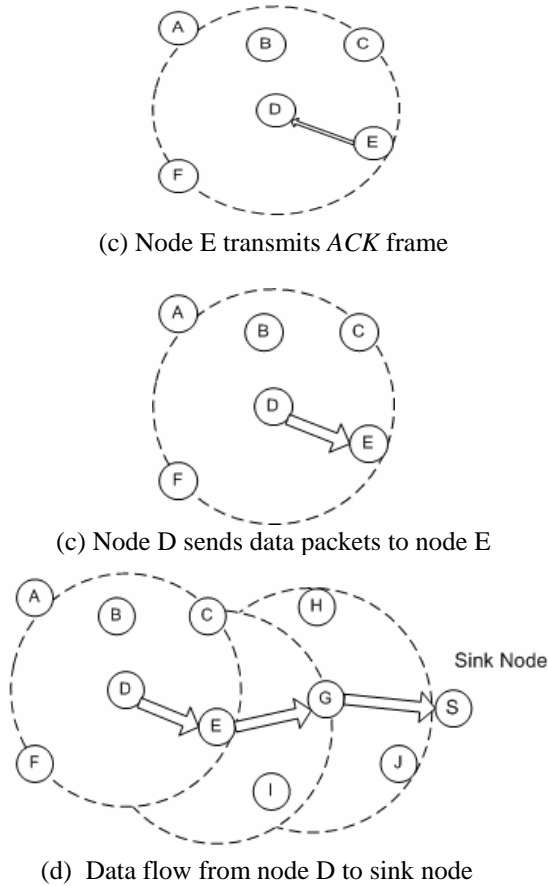 A
B
C
D
E
F
(c) Node E transmits ACK frame
A
B
C
D
E
F
(c) Node D sends data packets to node E
A
B
C
H
Sink Node
D
E
G
S
F
I
J
(d) Data flow from node D to sink node